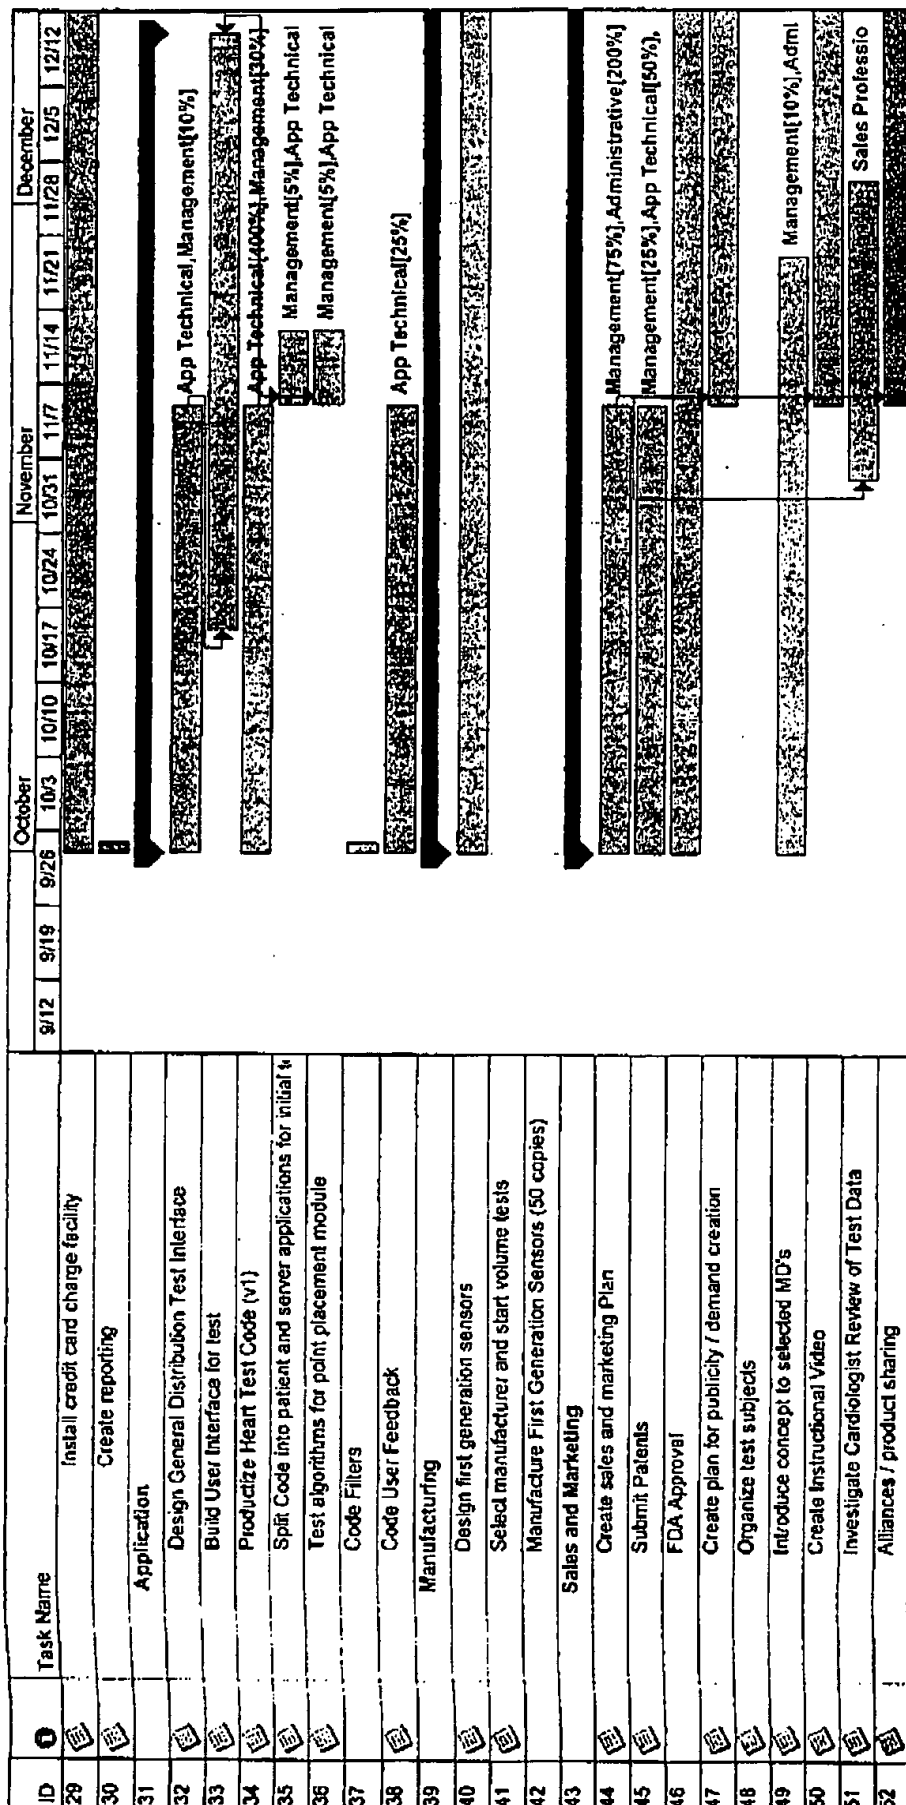 ID Task Name October November December
9/12 9/19 9/26 10/3 10/10 10/17 10/24 10/31 11/7 11/14 11/21 11/28 12/5 12/12
29 Install credit card charge facility
30 Create reporting
31 Application
32 Design General Distribution Test Interface App Technical,Management[10%]
33 Build User Interface for test
34 Productize Heart Test Code (v1) App Technical[400%],Management[30%]
35 Split Code into patient and server applications for initial te Management[5%],App Technical
36 Test algorithms for point placement module Management[5%],App Technical
37 Code Filters
38 Code User Feedback App Technical[25%]
39 Manufacturing
40 Design first generation sensors
41 Select manufacturer and start volume tests
42 Manufacture First Generation Sensors (50 copies)
43 Sales and Marketing
44 Create sales and marketing Plan Management[75%],Administrative[200%]
45 Submit Patents Management[25%],App Technical[50%],
46 FDA Approval
47 Create plan for publicity / demand creation
48 Organize test subjects
49 Introduce concept to selected MD's Management[10%],Admi
50 Create Instructional Video
51 Investigate Cardiologist Review of Test Data Sales Professio
52 Alliances / product sharing